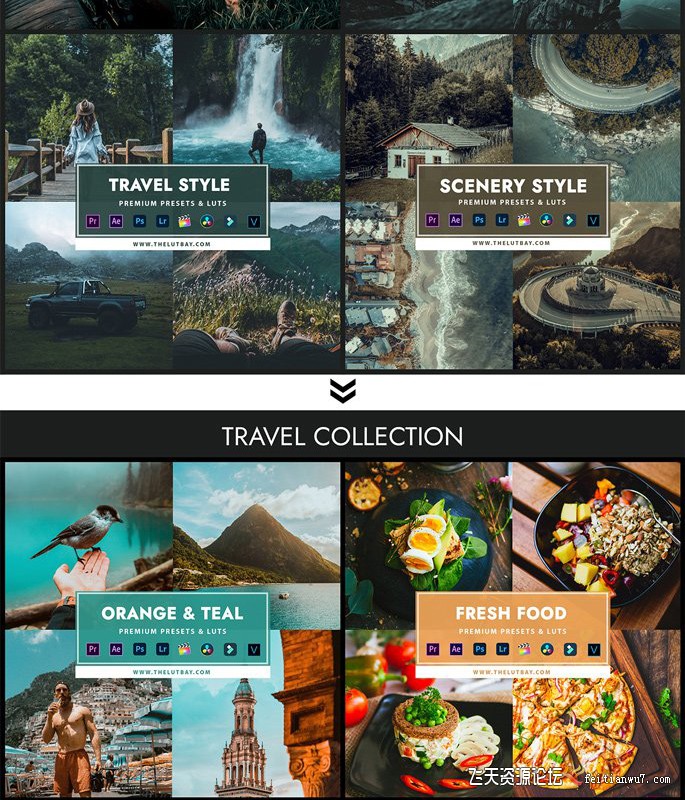 TRAVEL STYLE
PREMIUM PRESETS & LUTS
Pr Ae Ps Lr V
WWW.THELUTBAY.COM
SCENERY STYLE
PREMIUM PRESETS & LUTS
Pr Ae Ps Lr V
WWW.THELUTBAY.COM
TRAVEL COLLECTION
ORANGE & TEAL
PREMIUM PRESETS & LUTS
Pr Ae Ps Lr V
WWW.THELUTBAY.COM
FRESH FOOD
PREMIUM PRESETS & LUTS
Pr Ae Ps Lr V
WWW.THELUTBAY.COM
飞天资源论坛 feitianwu7.com